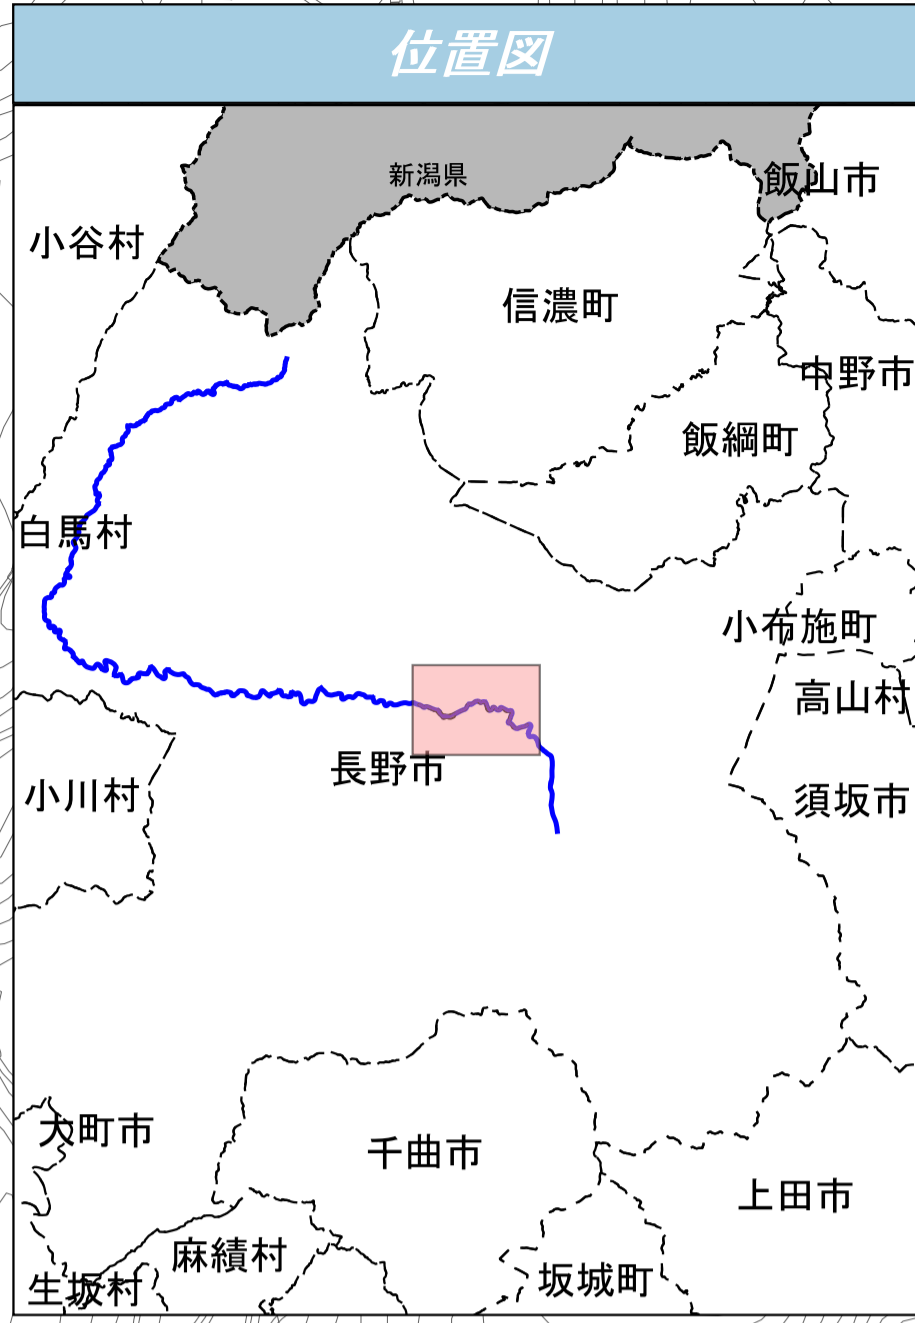 位置図
新潟県
飯山市
小谷村
信濃町
中野市
飯綱町
白馬村
小布施町
高山村
長野市
小川村
須坂市
大町市
千曲市
上田市
麻績村
坂城町
生坂村